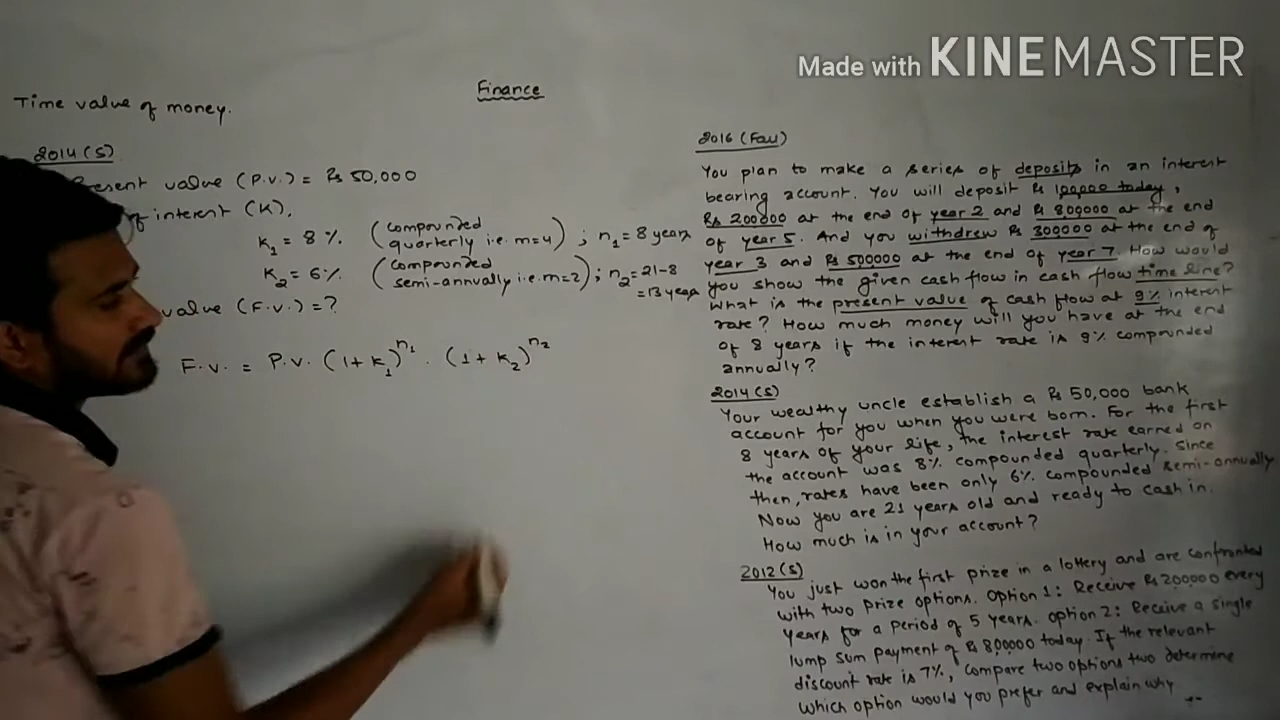 Made with KINEMASTER
Finance
Time value of money.
2014 (S)
Present value (P.V.) = Rs 50,000
of interest (K).
K₁ = 8 % (compounded quarterly i.e. m=4) ; n₁ = 8 years
K₂ = 6% (compounded semi-annually i.e. m=2) ; n₂ = 21-8
= 13 years
value (F.V.) = ?
F.V. = P.V. (1+K₁)^n₁ . (1+K₂)^n₂
2016 (Fall)
You plan to make a series of deposits in an interest
bearing account. You will deposit Rs 100000 today,
Rs 200000 at the end of year 2 and Rs 800000 at the end
of year 5. And you withdrew Rs 300000 at the end of
year 3 and Rs 500000 at the end of year 7. How would
you show the given cash flow in cash flow time line?
What is the present value of cash flow at 9% interest
rate? How much money will you have at the end
of 8 years if the interest rate is 9% compounded
annually?
2014 (S)
Your wealthy uncle establish a Rs 50,000 bank
account for you when you were born. For the first
8 years of your life, the interest rate earned on
the account was 8% compounded quarterly. Since
then, rates have been only 6% compounded semi-annually.
Now you are 21 years old and ready to cash in.
How much is in your account?
2012 (S)
You just won the first prize in a lottery and are confronted
with two prize options. Option 1: Receive Rs 200000 every
years for a period of 5 years. Option 2: Receive a single
lump sum payment of Rs 800000 today. If the relevant
discount rate is 7%, compare two options two determine
which option would you prefer and explain why